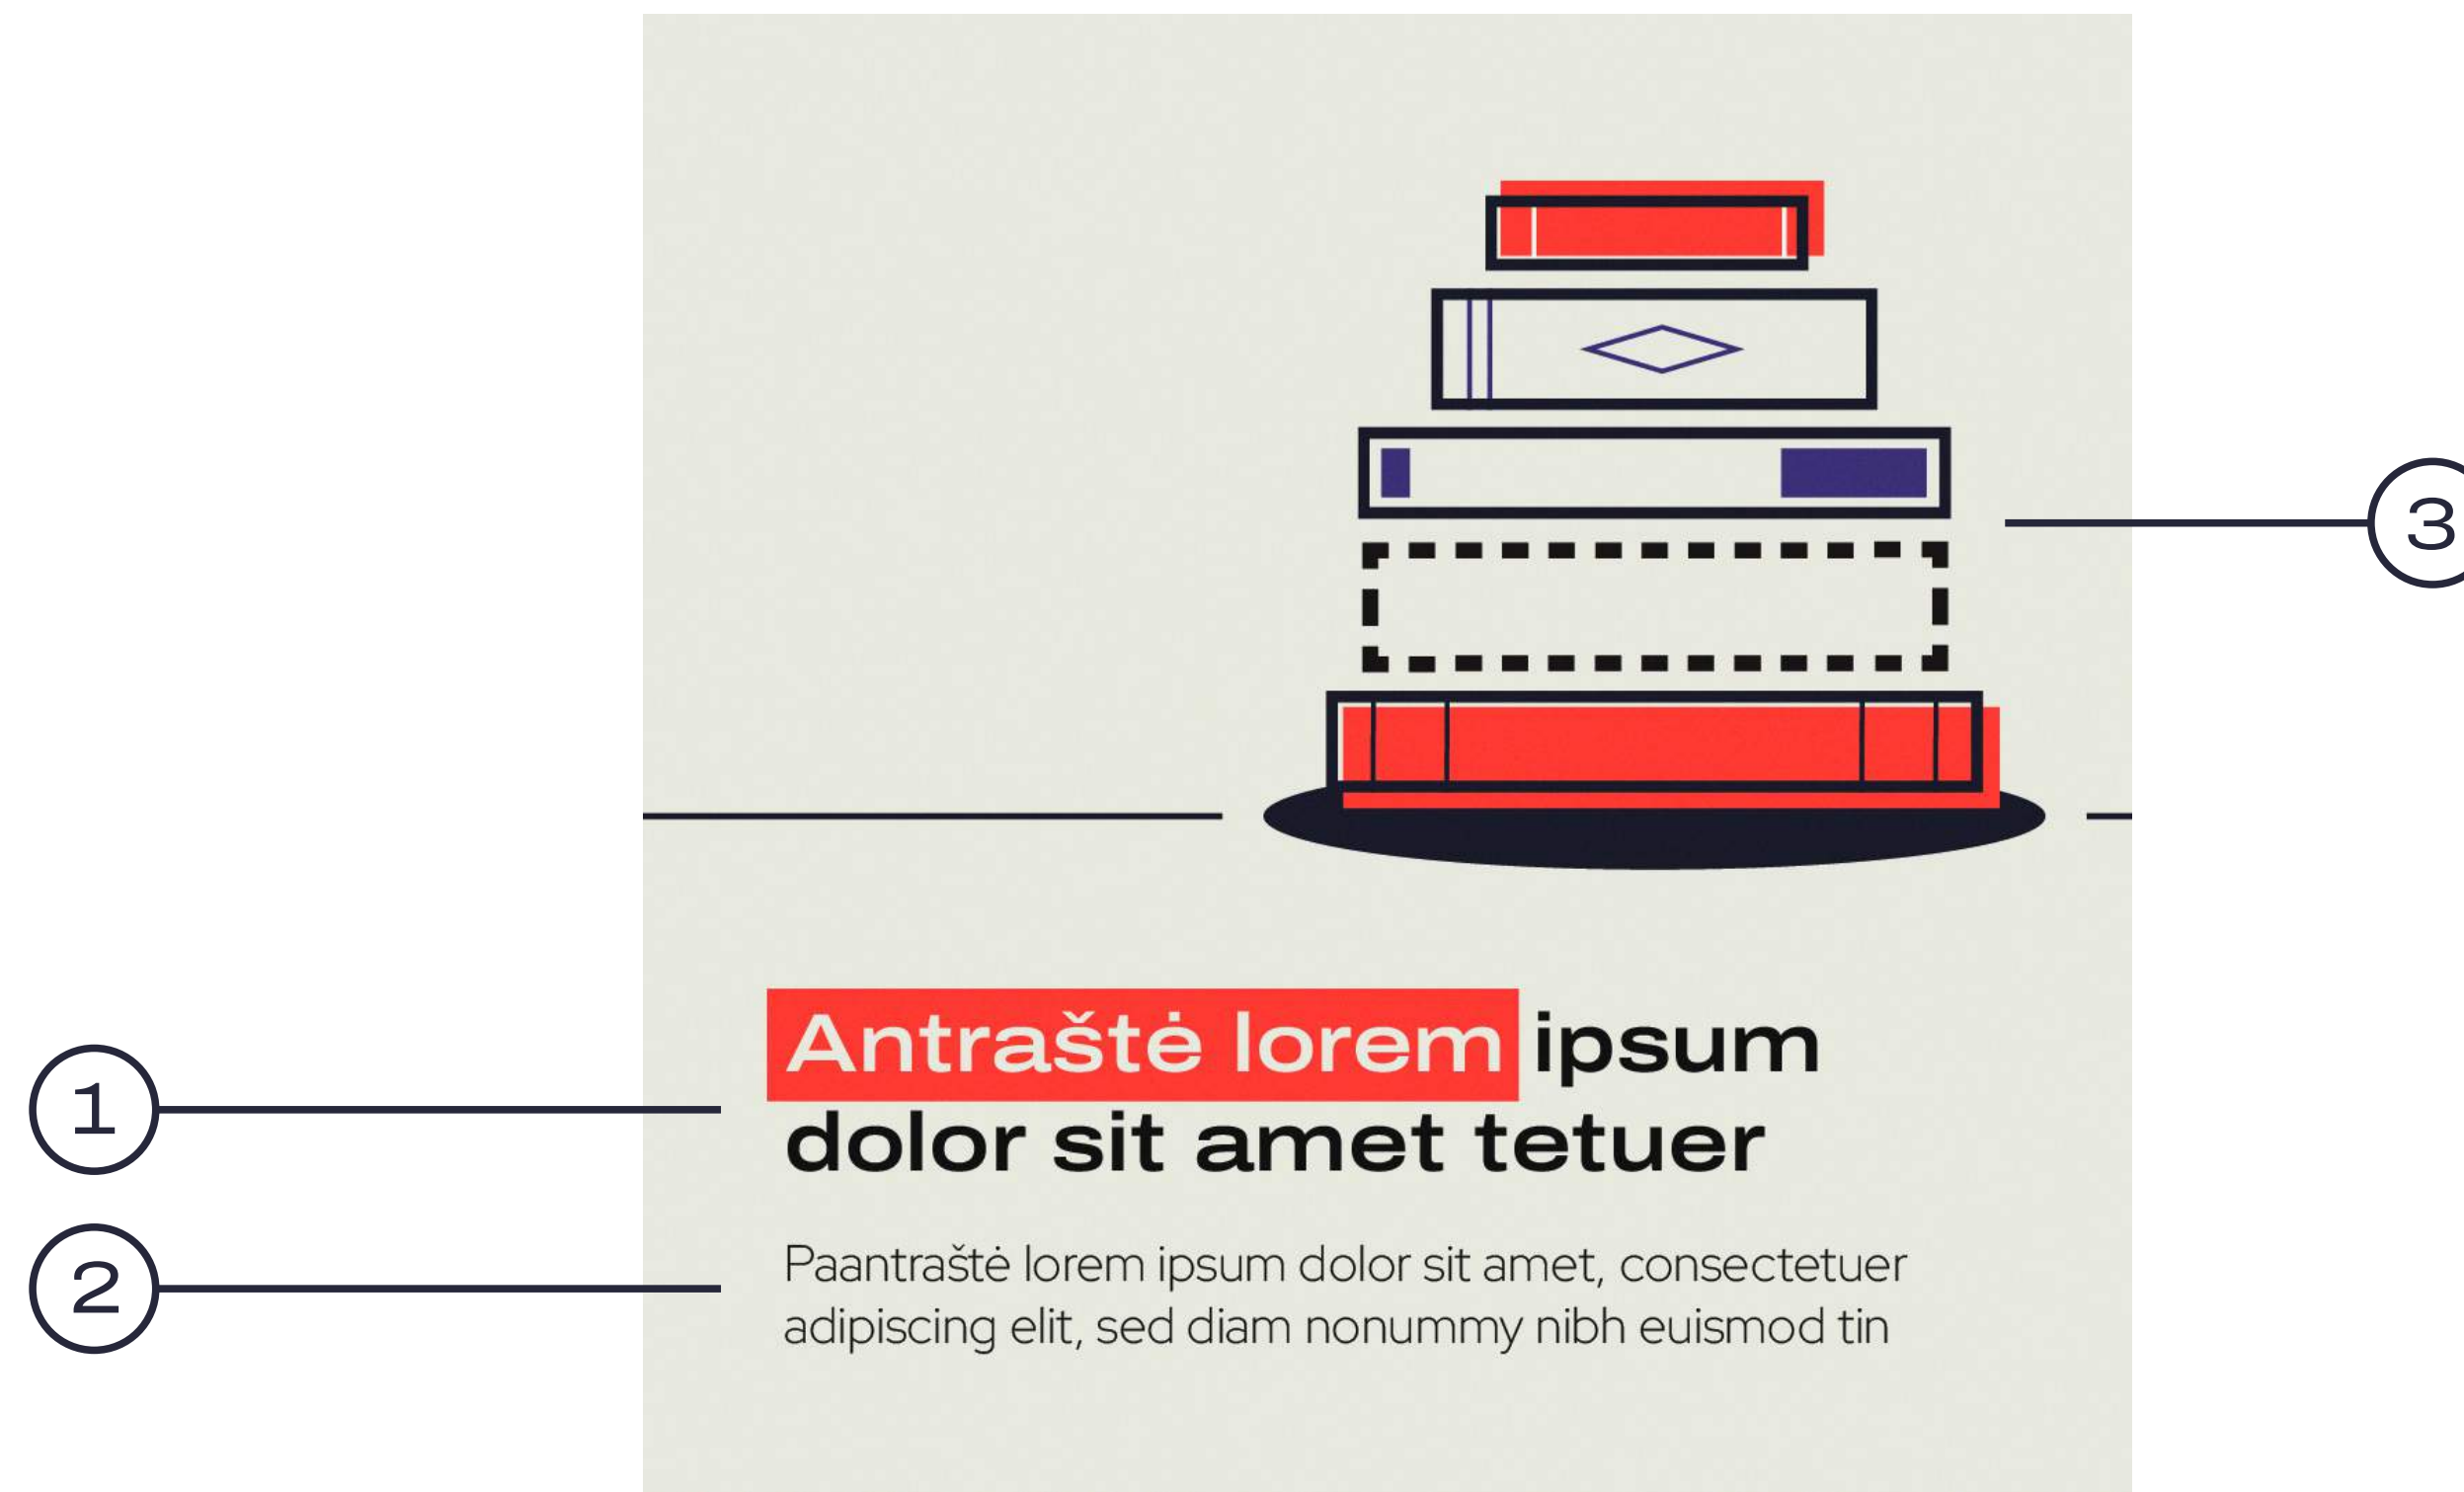 3
Antraštė lorem ipsum
1
dolor sit amet tetuer
2
Paantraštė lorem ipsum dolor sit amet, consectetuer
adipiscing elit, sed diam nonummy nibh euismod tin